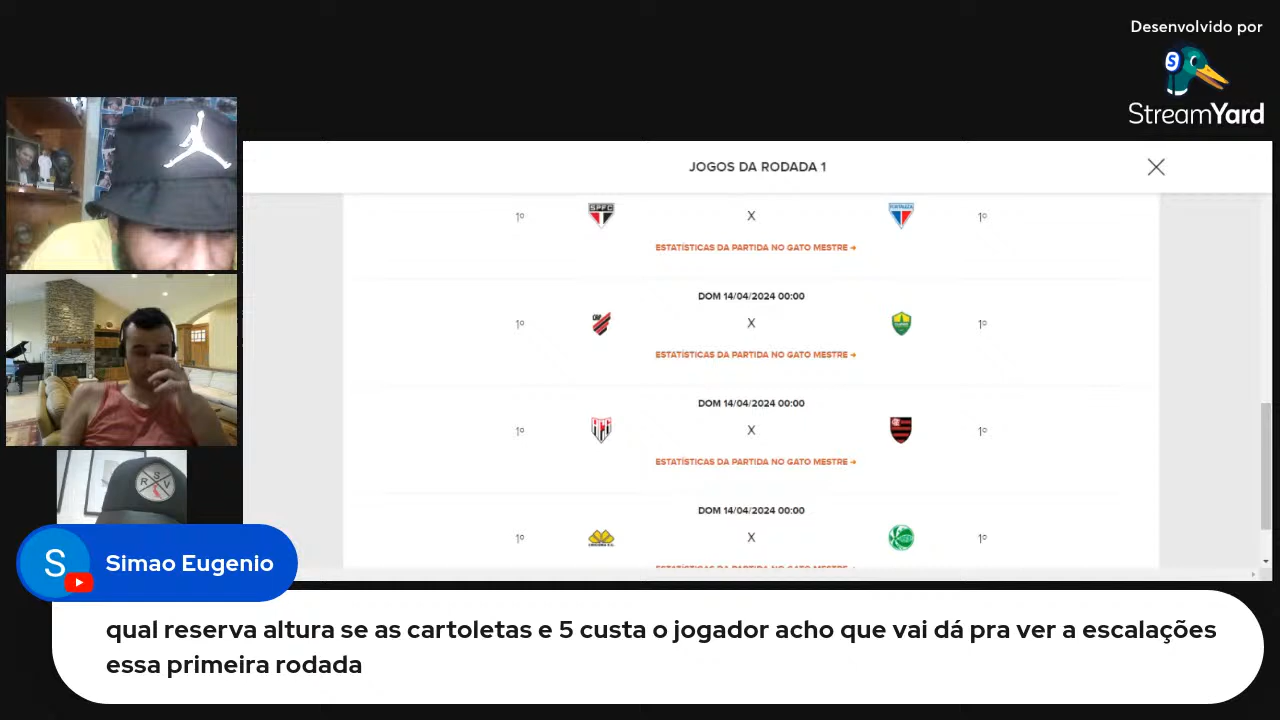 Desenvolvido por
StreamYard
JOGOS DA RODADA 1
1º SPFC X FORTALEZA 1º
ESTATÍSTICAS DA PARTIDA NO GATO MESTRE →
DOM 14/04/2024 00:00
1º X 1º
ESTATÍSTICAS DA PARTIDA NO GATO MESTRE →
DOM 14/04/2024 00:00
1º X 1º
ESTATÍSTICAS DA PARTIDA NO GATO MESTRE →
DOM 14/04/2024 00:00
1º X 1º
RSV
S
Simao Eugenio
qual reserva altura se as cartoletas e 5 custa o jogador acho que vai dá pra ver a escalações
essa primeira rodada